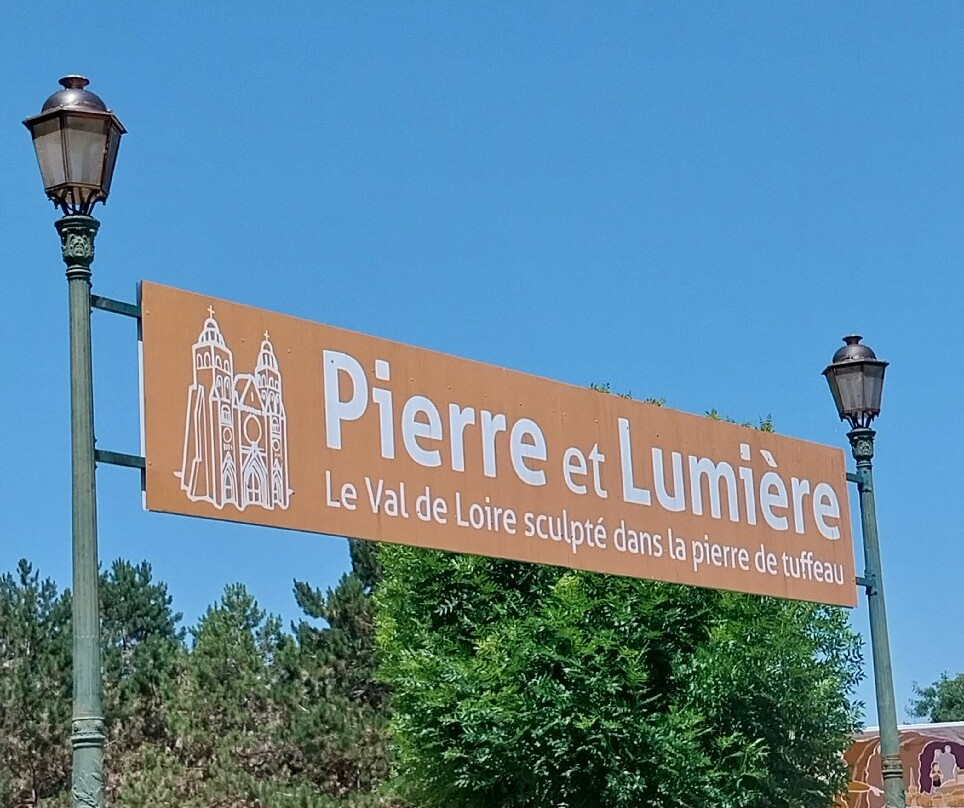 Pierre et Lumière
Le Val de Loire sculpté dans la pierre de tuffeau